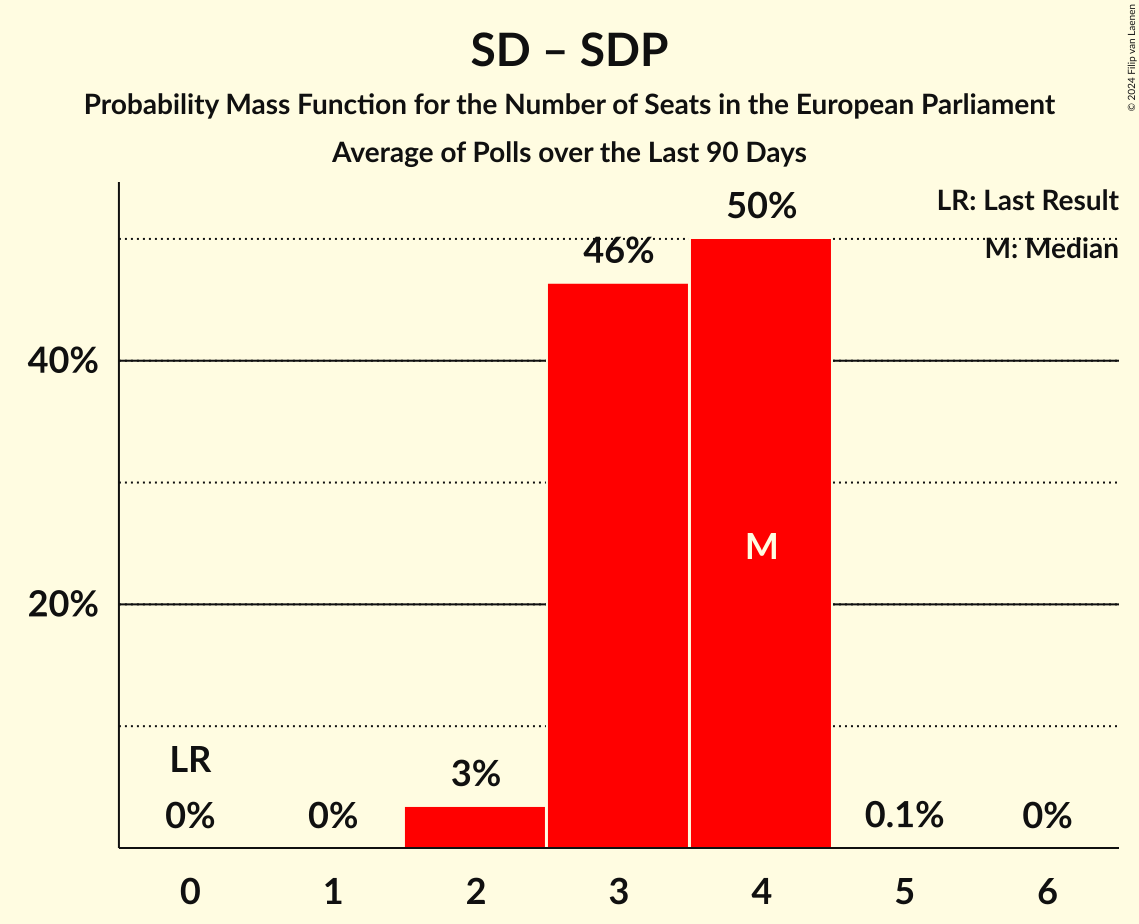 SD – SDP
Probability Mass Function for the Number of Seats in the European Parliament
Average of Polls over the Last 90 Days
© 2024 Filip van Laenen
LR: Last Result
M: Median
50%
46%
40%
M
20%
LR
3%
0%
0%
0.1%
0%
0 1 2 3 4 5 6